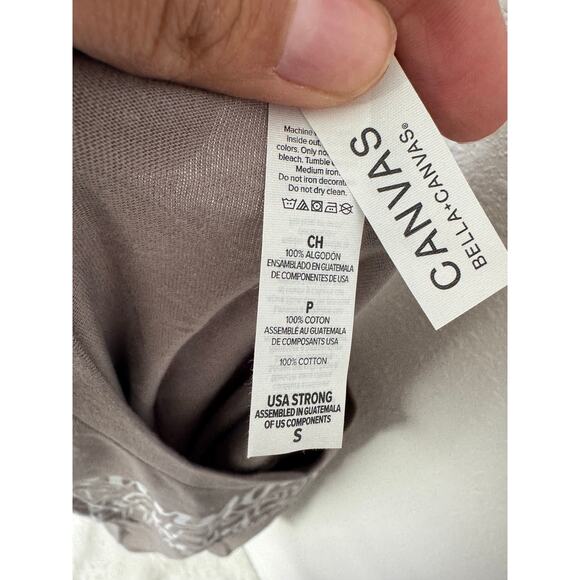 Machine
inside out
colors. Only no
bleach. Tumble
Medium iron.
Do not iron decorat
Do not dry clean.
CH
100% ALGODÓN
ENSAMBLADO EN GUATEMALA
DE COMPONENTES DE USA
P
100% COTON
ASSEMBLÉ AU GUATEMALA
DE COMPOSANTS USA
100% COTTON
USA STRONG
ASSEMBLED IN GUATEMALA
OF US COMPONENTS
S
CANVAS
BELLA+CANVAS®